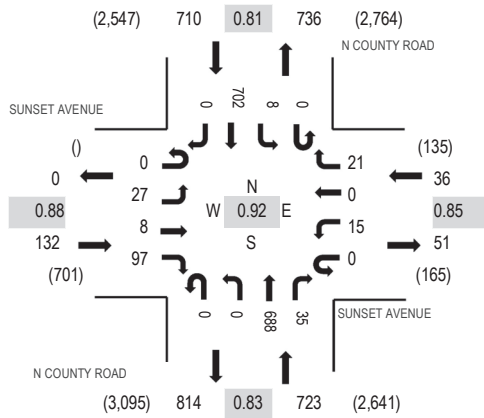 (2,547) 710 0.81 736 (2,764)
N COUNTY ROAD
SUNSET AVENUE
0 702 8 0
() 0 21 (135)
0 27 N 0 36
0.88 W 0.92 E 0.85
132 8 S 15 51
(701) 97 0 (165)
0 0 688 35
SUNSET AVENUE
N COUNTY ROAD
(3,095) 814 0.83 723 (2,641)